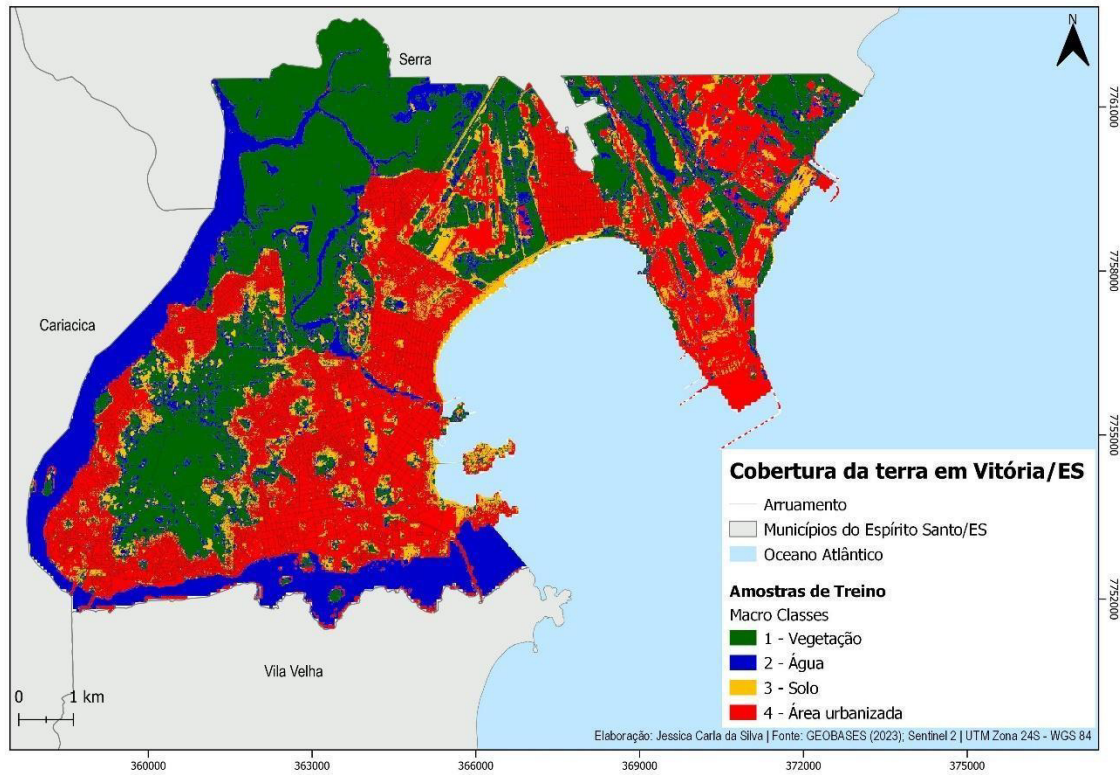 N
Serra
7761000
7758000
Cariacica
7755000
Cobertura da terra em Vitória/ES
Arruamento
Municípios do Espírito Santo/ES
Oceano Atlântico
Amostras de Treino
Macro Classes
1 - Vegetação
2 - Água
3 - Solo
4 - Área urbanizada
7752000
Vila Velha
0 1 km
Elaboração: Jessica Carla da Silva | Fonte: GEOBASES (2023); Sentinel 2 | UTM Zona 24S - WGS 84
360000 363000 366000 369000 372000 375000